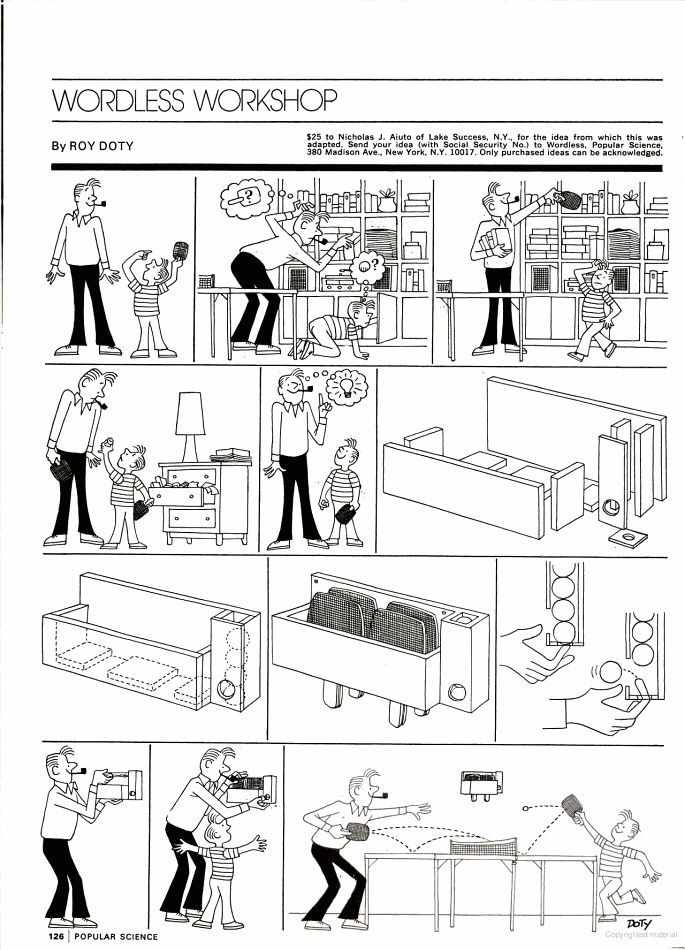 WORDLESS WORKSHOP
By ROY DOTY
$25 to Nicholas J. Aiuto of Lake Success, N.Y., for the idea from which this was
adapted. Send your idea (with Social Security No.) to Wordless, Popular Science,
380 Madison Ave., New York, N.Y. 10017. Only purchased ideas can be acknowledged.
?
?
DOTY
126 | POPULAR SCIENCE
Copyrighted material